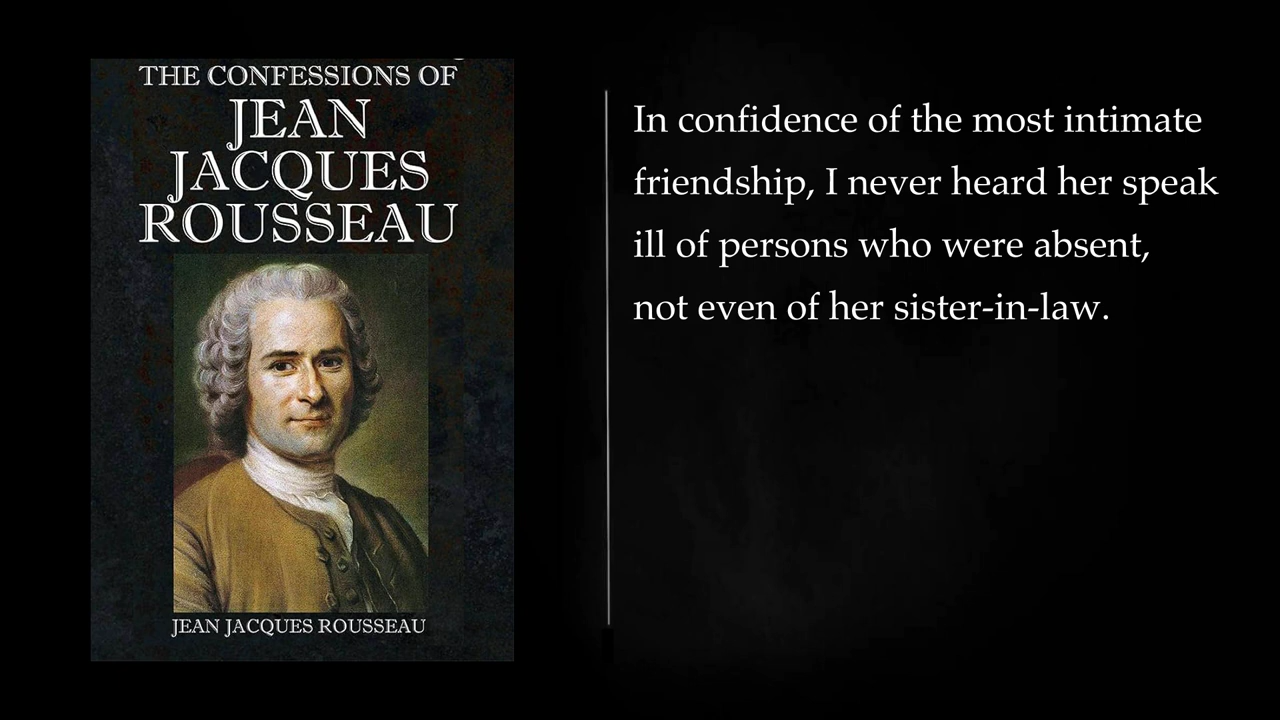 THE CONFESSIONS OF
JEAN
JACQUES
ROUSSEAU
JEAN JACQUES ROUSSEAU
In confidence of the most intimate
friendship, I never heard her speak
ill of persons who were absent,
not even of her sister-in-law.